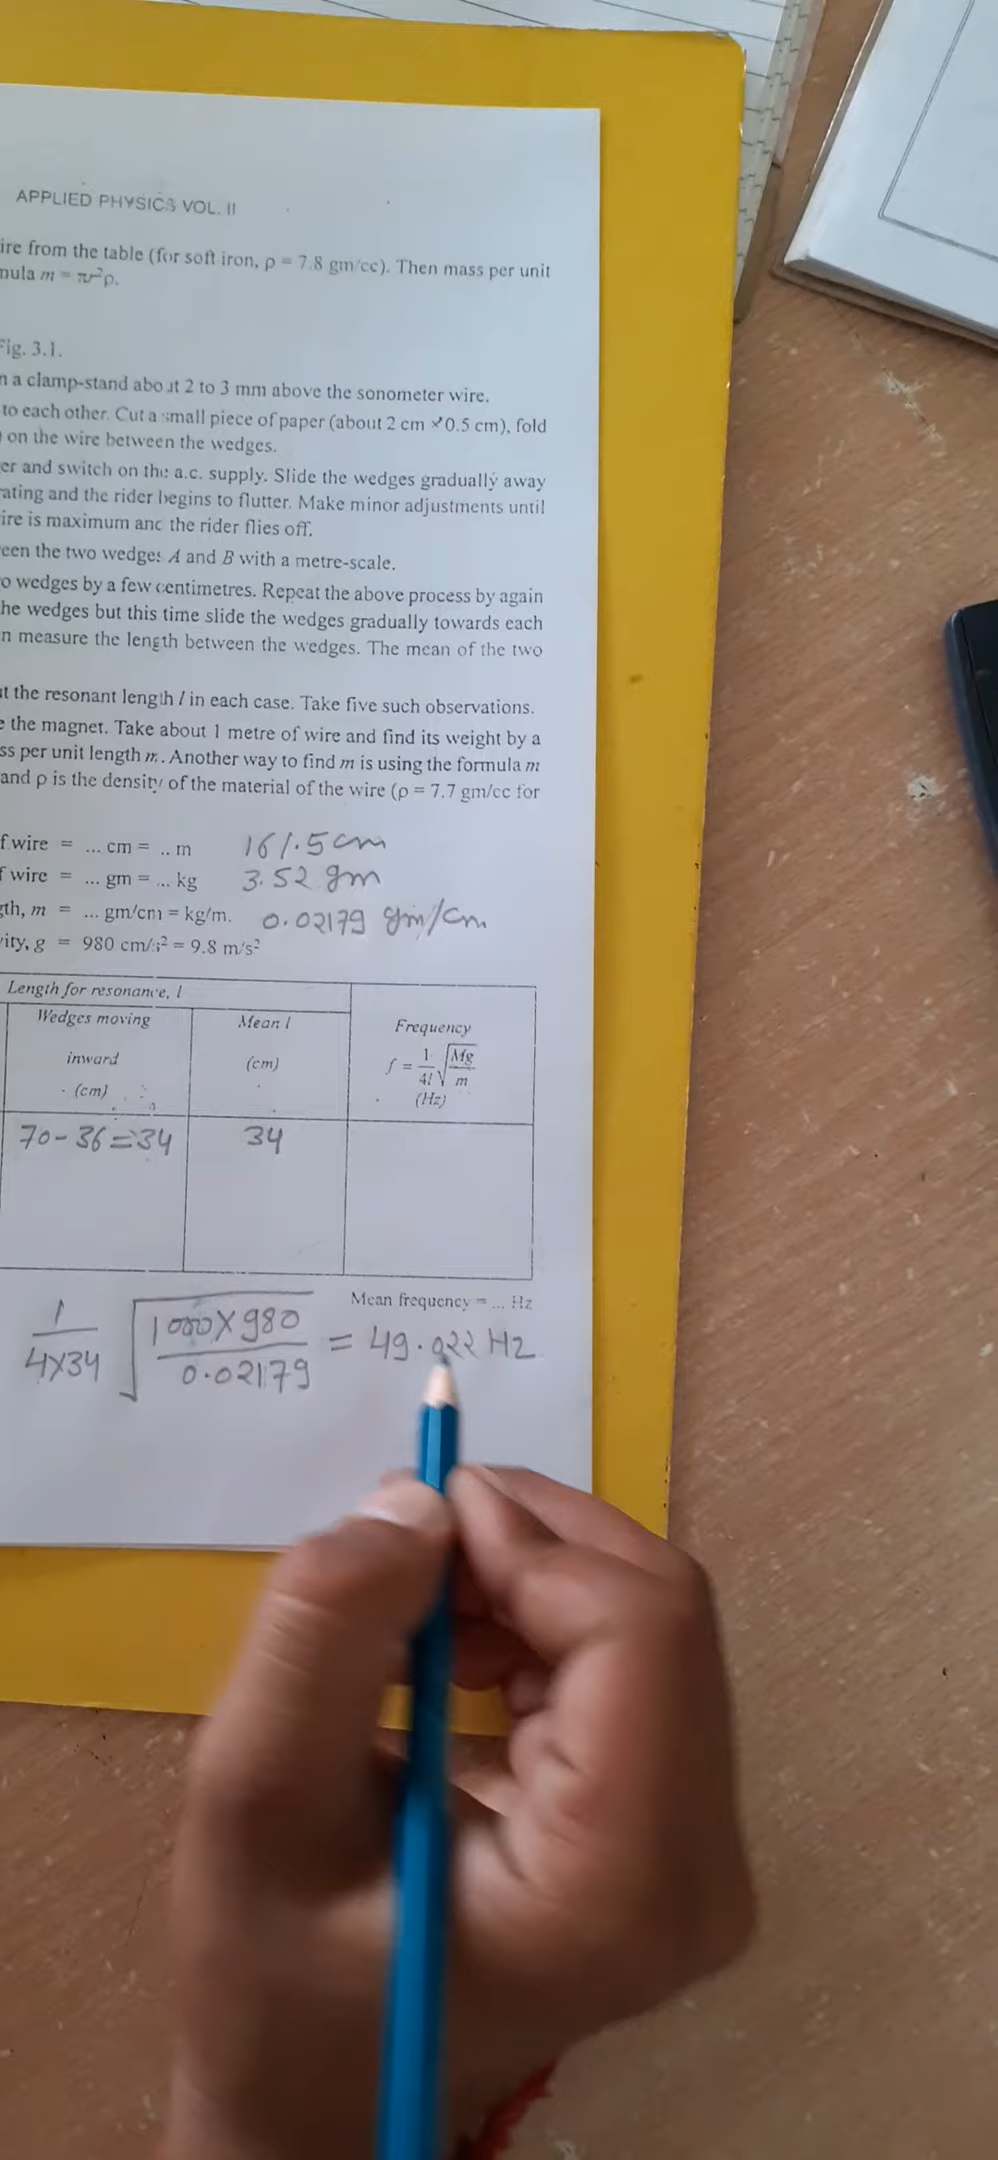 APPLIED PHYSICS VOL. II
ire from the table (for soft iron, ρ = 7.8 gm/cc). Then mass per unit
nula m = πr²ρ.
Fig. 3.1.
n a clamp-stand about 2 to 3 mm above the sonometer wire.
to each other. Cut a small piece of paper (about 2 cm × 0.5 cm), fold
on the wire between the wedges.
er and switch on the a.c. supply. Slide the wedges gradually away
rating and the rider begins to flutter. Make minor adjustments until
ire is maximum and the rider flies off.
een the two wedges A and B with a metre-scale.
o wedges by a few centimetres. Repeat the above process by again
he wedges but this time slide the wedges gradually towards each
n measure the length between the wedges. The mean of the two
ut the resonant length l in each case. Take five such observations.
e the magnet. Take about 1 metre of wire and find its weight by a
ss per unit length m. Another way to find m is using the formula m
and ρ is the density of the material of the wire (ρ = 7.7 gm/cc for
f wire = ... cm = .. m 161.5 cm
f wire = ... gm = ... kg 3.52 gm
gth, m = ... gm/cm = kg/m. 0.02179 gm/cm
ity, g = 980 cm/s² = 9.8 m/s²
Length for resonance, l
Wedges moving
inward
(cm)
Mean l
(cm)
Frequency
f = 1/4l √Mg/m
(Hz)
70 - 36 = 34 34
Mean frequency = ... Hz
1/4×34 √1000×980/0.02179 = 49.022 Hz